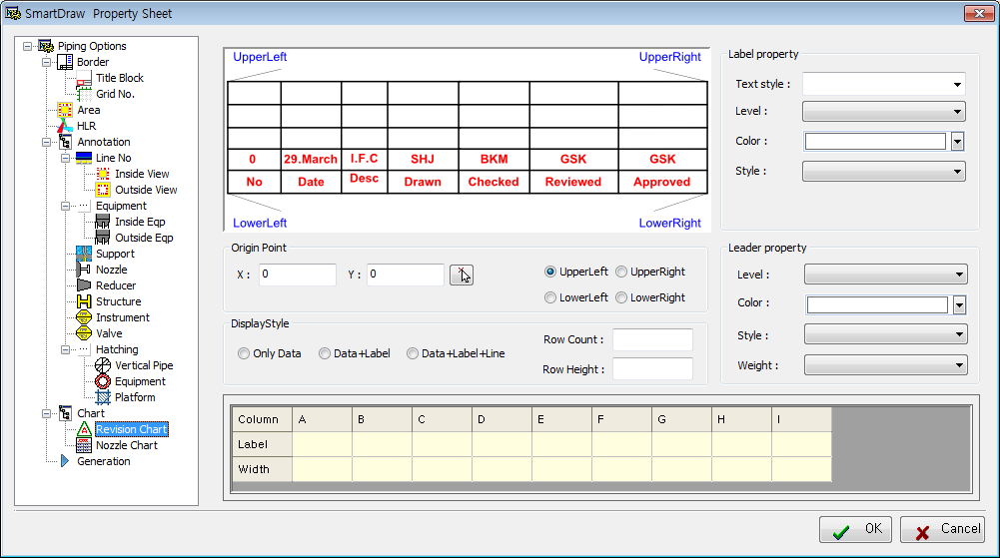 SmartDraw Property Sheet
Piping Options
Border
Title Block
Grid No.
Area
HLR
Annotation
Line No
Inside View
Outside View
Equipment
Inside Eqp
Outside Eqp
Support
Nozzle
Reducer
Structure
Instrument
Valve
Hatching
Vertical Pipe
Equipment
Platform
Chart
Revision Chart
Nozzle Chart
Generation
UpperLeft UpperRight
0 29.March I.F.C SHJ BKM GSK GSK
No Date Desc Drawn Checked Reviewed Approved
LowerLeft LowerRight
Origin Point
X : 0 Y : 0
UpperLeft UpperRight
LowerLeft LowerRight
DisplayStyle
Only Data Data+Label Data+Label+Line
Row Count :
Row Height :
Label property
Text style :
Level :
Color :
Style :
Leader property
Level :
Color :
Style :
Weight :
Column A B C D E F G H I
Label
Width
OK Cancel